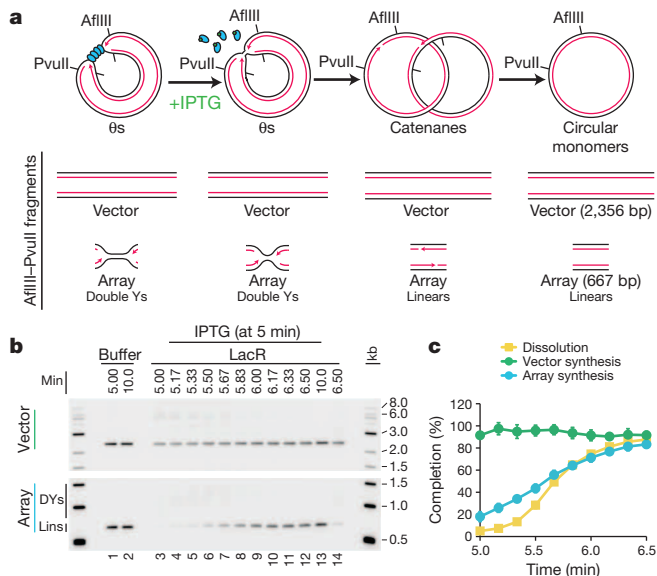 a
AflIII AflIII AflIII AflIII
PvuII PvuII PvuII PvuII
+IPTG
θs θs Catenanes Circular monomers
AflIII–PvuII fragments
Vector Vector Vector Vector (2,356 bp)
Array Array Array Array (667 bp)
Double Ys Double Ys Linears Linears
b
IPTG (at 5 min)
Buffer LacR
Min 5.00 10.0 5.00 5.17 5.33 5.50 5.67 5.83 6.00 6.17 6.33 6.50 10.0 6.50 kb
Vector
8.0
6.0
3.0
2.0
1.5
Array
DYs
Lins
1.5
1.0
0.5
1 2 3 4 5 6 7 8 9 10 11 12 13 14
c
Dissolution
Vector synthesis
Array synthesis
Completion (%)
120
100
80
60
40
20
0
5.0 5.5 6.0 6.5
Time (min)